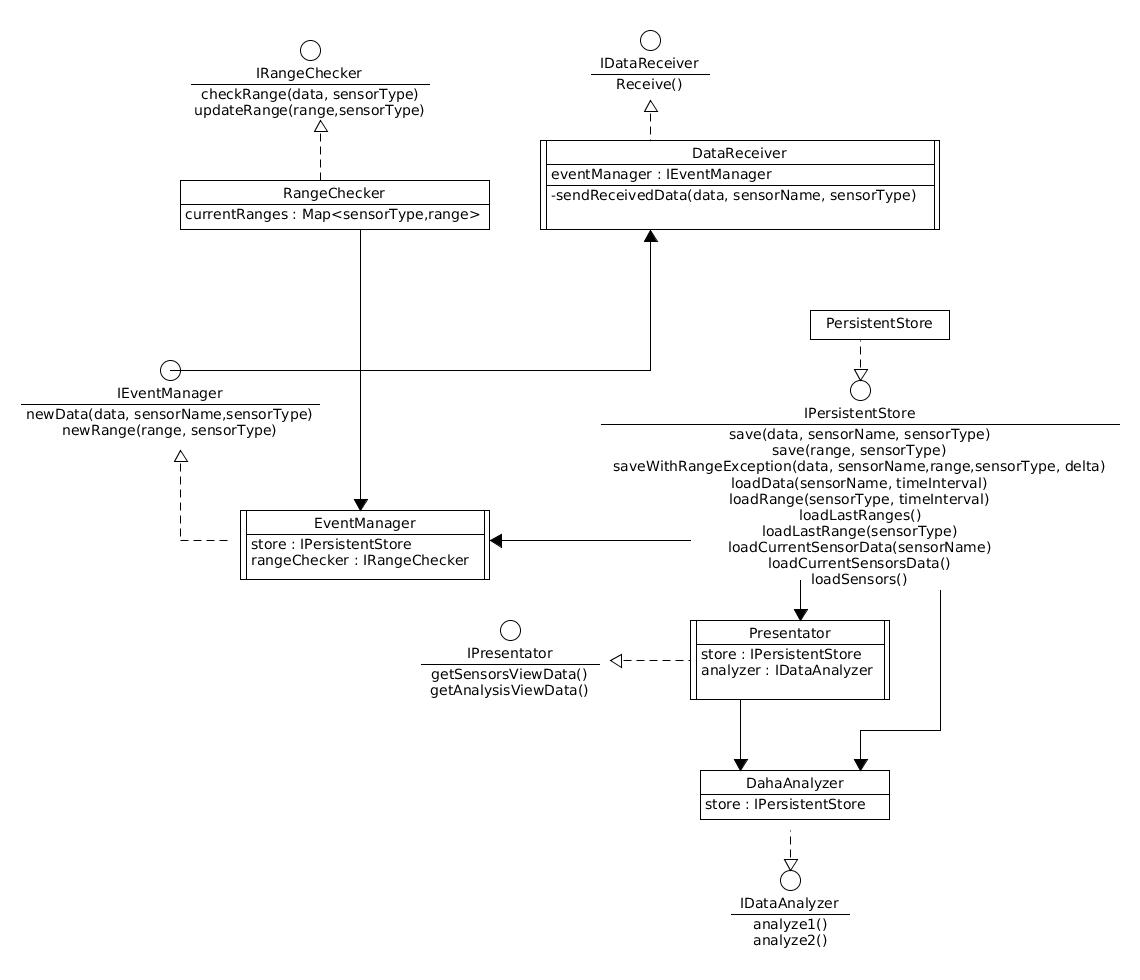 IRangeChecker
checkRange(data, sensorType)
updateRange(range,sensorType)
IDataReceiver
Receive()
RangeChecker
currentRanges : Map<sensorType,range>
DataReceiver
eventManager : IEventManager
-sendReceivedData(data, sensorName, sensorType)
PersistentStore
IEventManager
newData(data, sensorName,sensorType)
newRange(range, sensorType)
IPersistentStore
save(data, sensorName, sensorType)
save(range, sensorType)
saveWithRangeException(data, sensorName,range,sensorType, delta)
loadData(sensorName, timeInterval)
loadRange(sensorType, timeInterval)
loadLastRanges()
loadLastRange(sensorType)
loadCurrentSensorData(sensorName)
loadCurrentSensorsData()
loadSensors()
EventManager
store : IPersistentStore
rangeChecker : IRangeChecker
IPresentator
getSensorsViewData()
getAnalysisViewData()
Presentator
store : IPersistentStore
analyzer : IDataAnalyzer
DahaAnalyzer
store : IPersistentStore
IDataAnalyzer
analyze1()
analyze2()